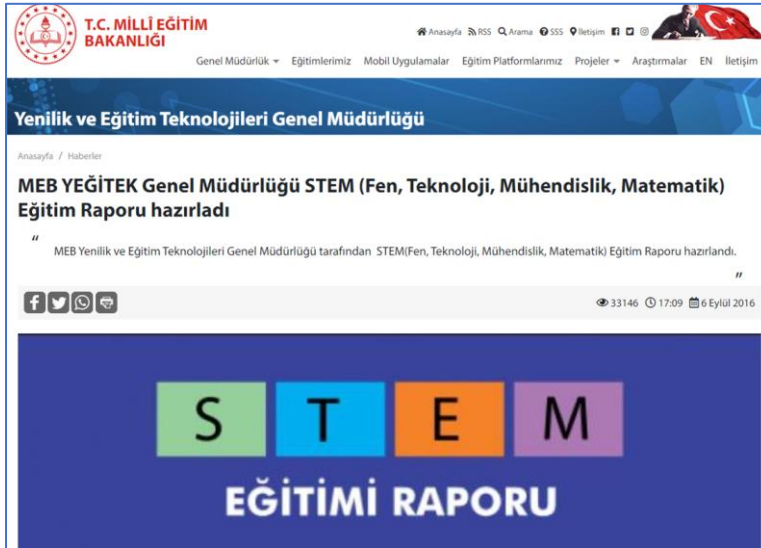 T.C. MİLLÎ EĞİTİM
BAKANLIĞI
Anasayfa RSS Arama SSS İletişim
Genel Müdürlük Eğitimlerimiz Mobil Uygulamalar Eğitim Platformlarımız Projeler Araştırmalar EN İletişim
Yenilik ve Eğitim Teknolojileri Genel Müdürlüğü
Anasayfa / Haberler
MEB YEĞİTEK Genel Müdürlüğü STEM (Fen, Teknoloji, Mühendislik, Matematik)
Eğitim Raporu hazırladı
"
MEB Yenilik ve Eğitim Teknolojileri Genel Müdürlüğü tarafından STEM(Fen, Teknoloji, Mühendislik, Matematik) Eğitim Raporu hazırlandı.
"
33146 17:09 6 Eylül 2016
S T E M
EĞİTİMİ RAPORU